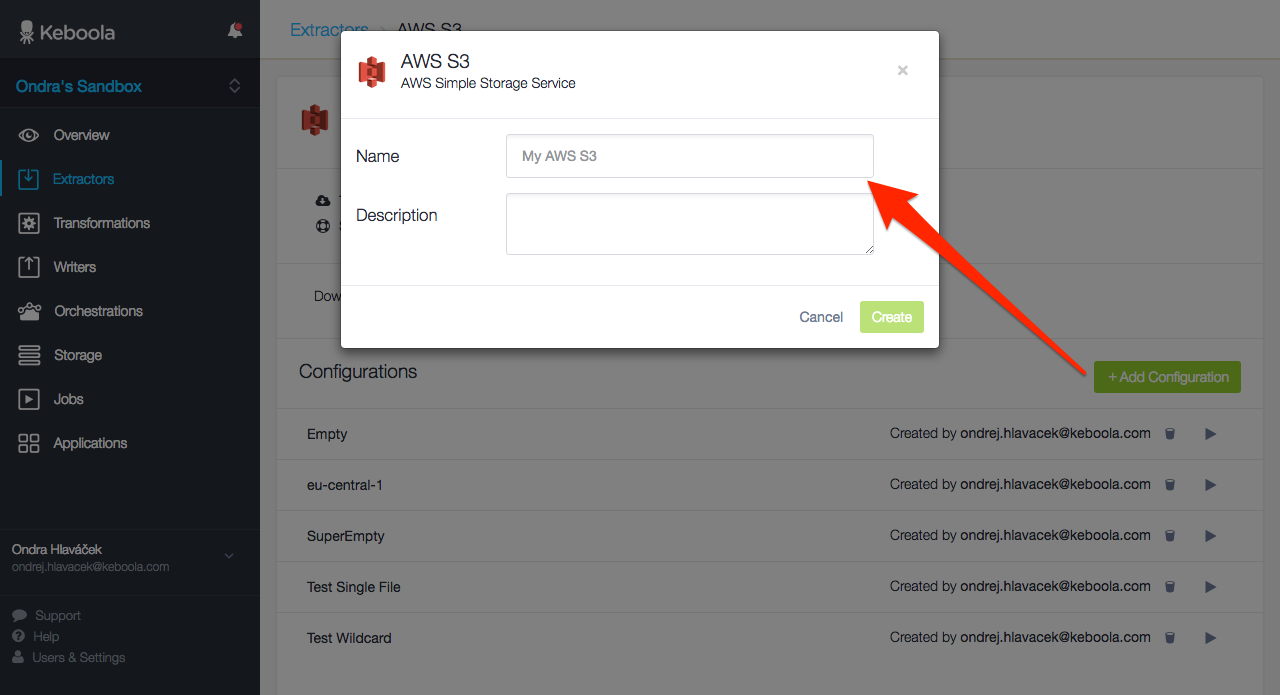 Keboola
Ondra's Sandbox
Overview
Extractors
Transformations
Writers
Orchestrations
Storage
Jobs
Applications
Ondra Hlaváček
ondrej.hlavacek@keboola.com
Support
Help
Users & Settings
Extractors > AWS S3
AWS S3
AWS Simple Storage Service
×
Name
My AWS S3
Description
Cancel
Create
Configurations
+ Add Configuration
Empty Created by ondrej.hlavacek@keboola.com
eu-central-1 Created by ondrej.hlavacek@keboola.com
SuperEmpty Created by ondrej.hlavacek@keboola.com
Test Single File Created by ondrej.hlavacek@keboola.com
Test Wildcard Created by ondrej.hlavacek@keboola.com